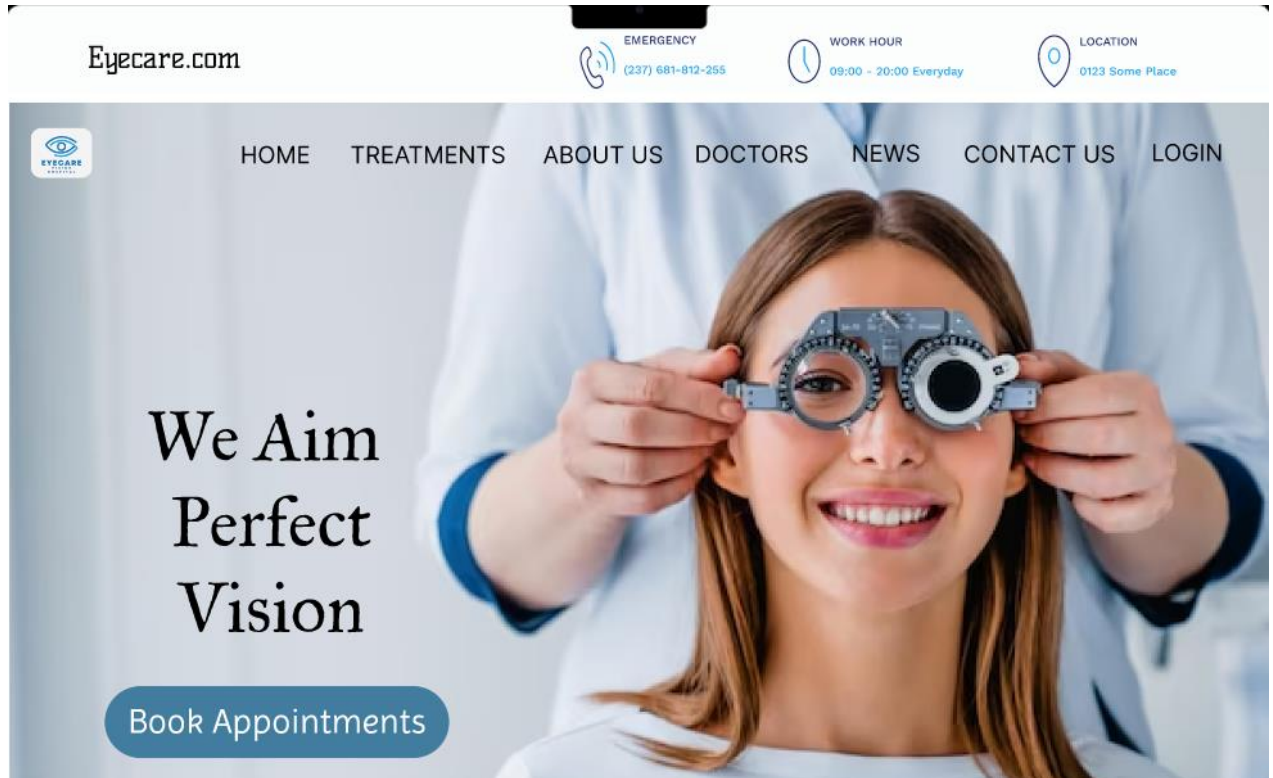 Eyecare.com
EMERGENCY
(237) 681-812-255
WORK HOUR
09:00 - 20:00 Everyday
LOCATION
0123 Some Place
EYECARE
HOME TREATMENTS ABOUT US DOCTORS NEWS CONTACT US LOGIN
We Aim
Perfect
Vision
Book Appointments